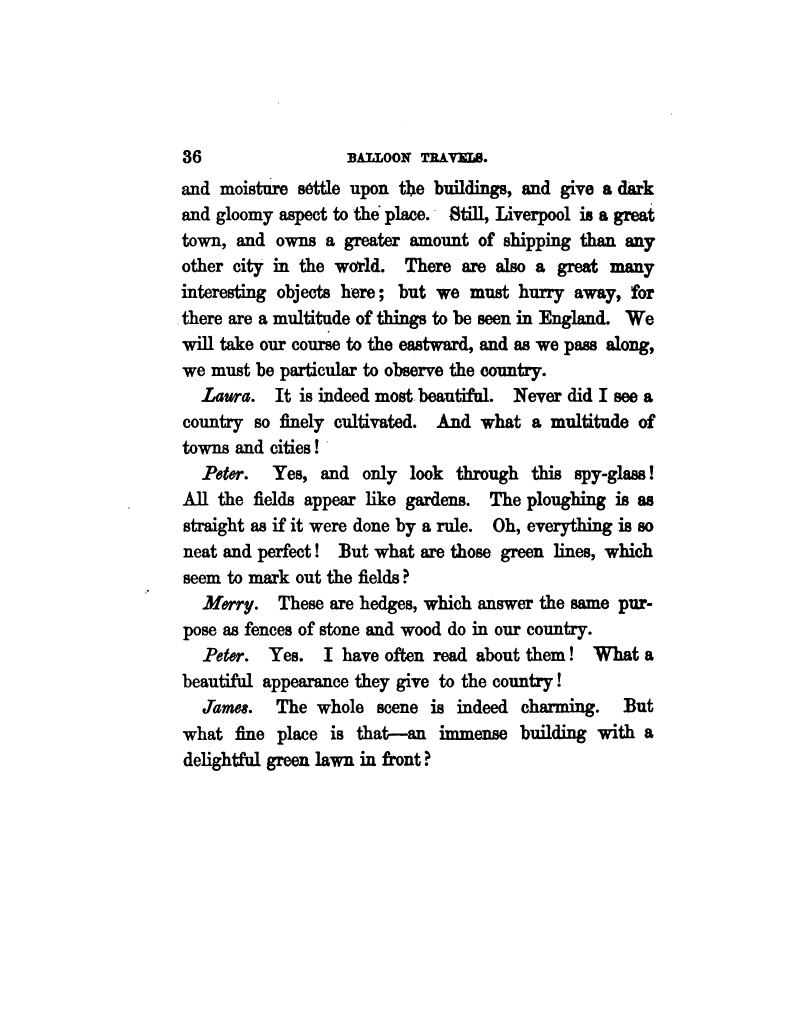 36 BALLOON TRAVELS.
and moisture settle upon the buildings, and give a dark
and gloomy aspect to the place. Still, Liverpool is a great
town, and owns a greater amount of shipping than any
other city in the world. There are also a great many
interesting objects here; but we must hurry away, for
there are a multitude of things to be seen in England. We
will take our course to the eastward, and as we pass along,
we must be particular to observe the country.
Laura. It is indeed most beautiful. Never did I see a
country so finely cultivated. And what a multitude of
towns and cities!
Peter. Yes, and only look through this spy-glass!
All the fields appear like gardens. The ploughing is as
straight as if it were done by a rule. Oh, everything is so
neat and perfect! But what are those green lines, which
seem to mark out the fields?
Merry. These are hedges, which answer the same pur-
pose as fences of stone and wood do in our country.
Peter. Yes. I have often read about them! What a
beautiful appearance they give to the country!
James. The whole scene is indeed charming. But
what fine place is that—an immense building with a
delightful green lawn in front?